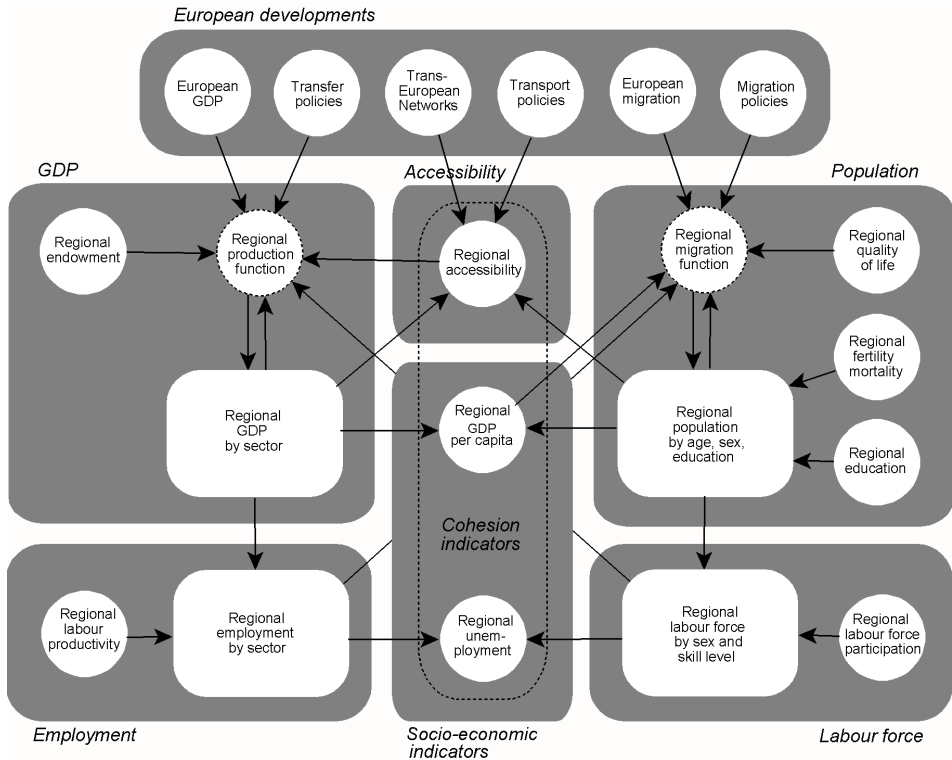 European developments
European
GDP
Transfer
policies
Trans-
European
Networks
Transport
policies
European
migration
Migration
policies
GDP
Accessibility
Population
Regional
endowment
Regional
production
function
Regional
accessibility
Regional
migration
function
Regional
quality
of life
Regional
fertility
mortality
Regional
GDP
by sector
Regional
GDP
per capita
Regional
population
by age, sex,
education
Regional
education
Cohesion
indicators
Regional
labour
productivity
Regional
employment
by sector
Regional
unem-
ployment
Regional
labour force
by sex and
skill level
Regional
labour force
participation
Employment
Socio-economic
indicators
Labour force